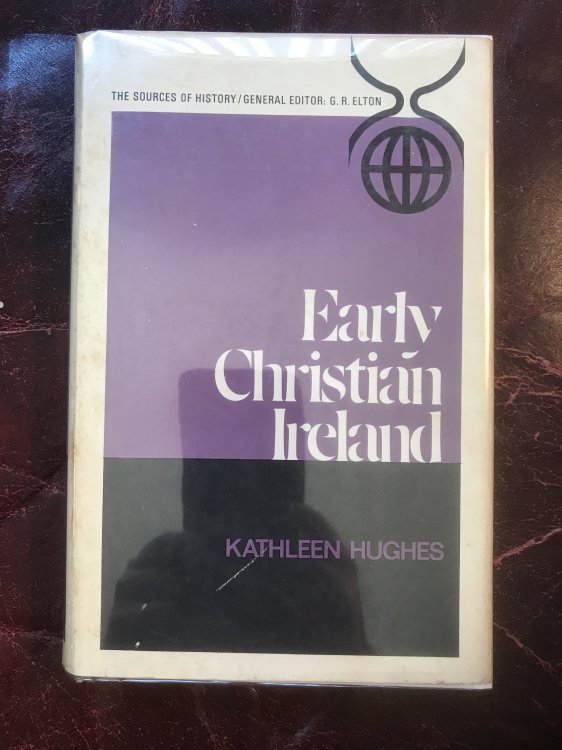 THE SOURCES OF HISTORY/GENERAL EDITOR: G. R. ELTON
Early
Christian
Ireland
KATHLEEN HUGHES